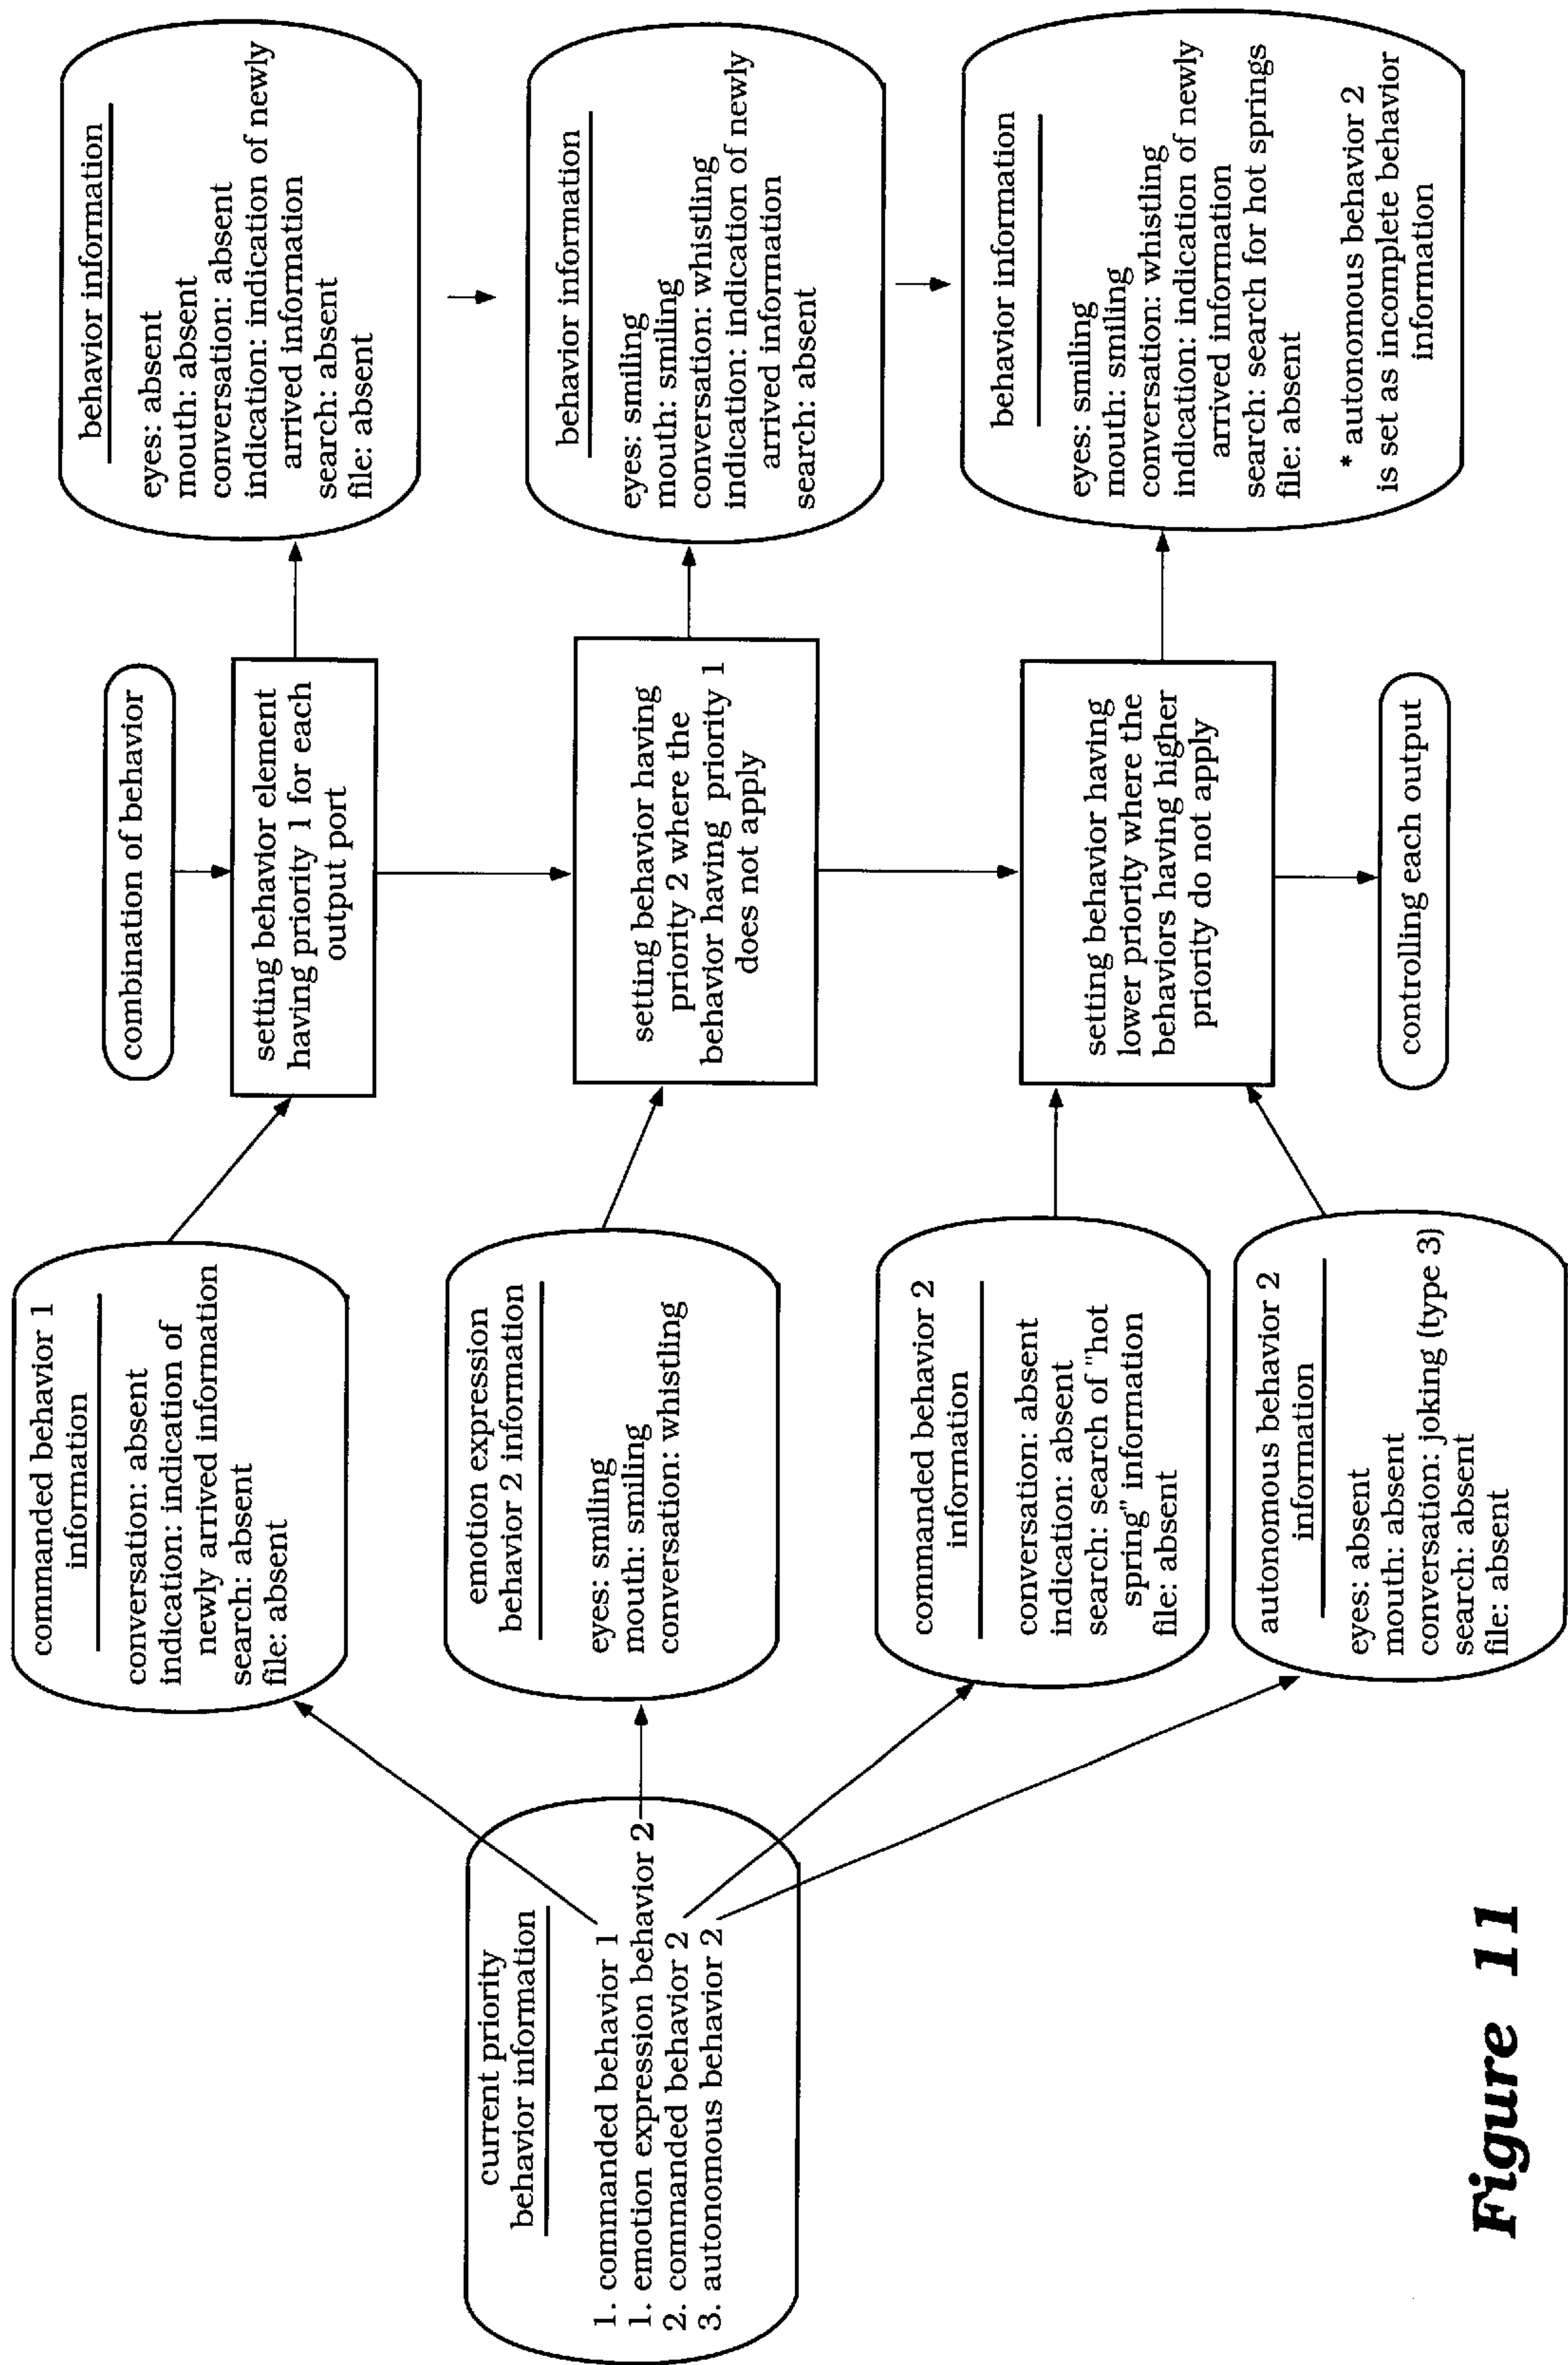 current priority
behavior information
1. commanded behavior 1
1. emotion expression behavior 2
2. commanded behavior 2
3. autonomous behavior 2
commanded behavior 1
information
conversation: absent
indication: indication of
newly arrived information
search: absent
file: absent
emotion expression
behavior 2 information
eyes: smiling
mouth: smiling
conversation: whistling
commanded behavior 2
information
conversation: absent
indication: absent
search: search of "hot
spring" information
file: absent
autonomous behavior 2
information
eyes: absent
mouth: absent
conversation: joking (type 3)
search: absent
file: absent
combination of behavior
setting behavior element
having priority 1 for each
output port
setting behavior having
priority 2 where the
behavior having priority 1
does not apply
setting behavior having
lower priority where the
behaviors having higher
priority do not apply
controlling each output
behavior information
eyes: absent
mouth: absent
conversation: absent
indication: indication of newly
arrived information
search: absent
file: absent
behavior information
eyes: smiling
mouth: smiling
conversation: whistling
indication: indication of newly
arrived information
search: absent
behavior information
eyes: smiling
mouth: smiling
conversation: whistling
indication: indication of newly
arrived information
search: search for hot springs
file: absent
* autonomous behavior 2
is set as incomplete behavior
information
Figure 11